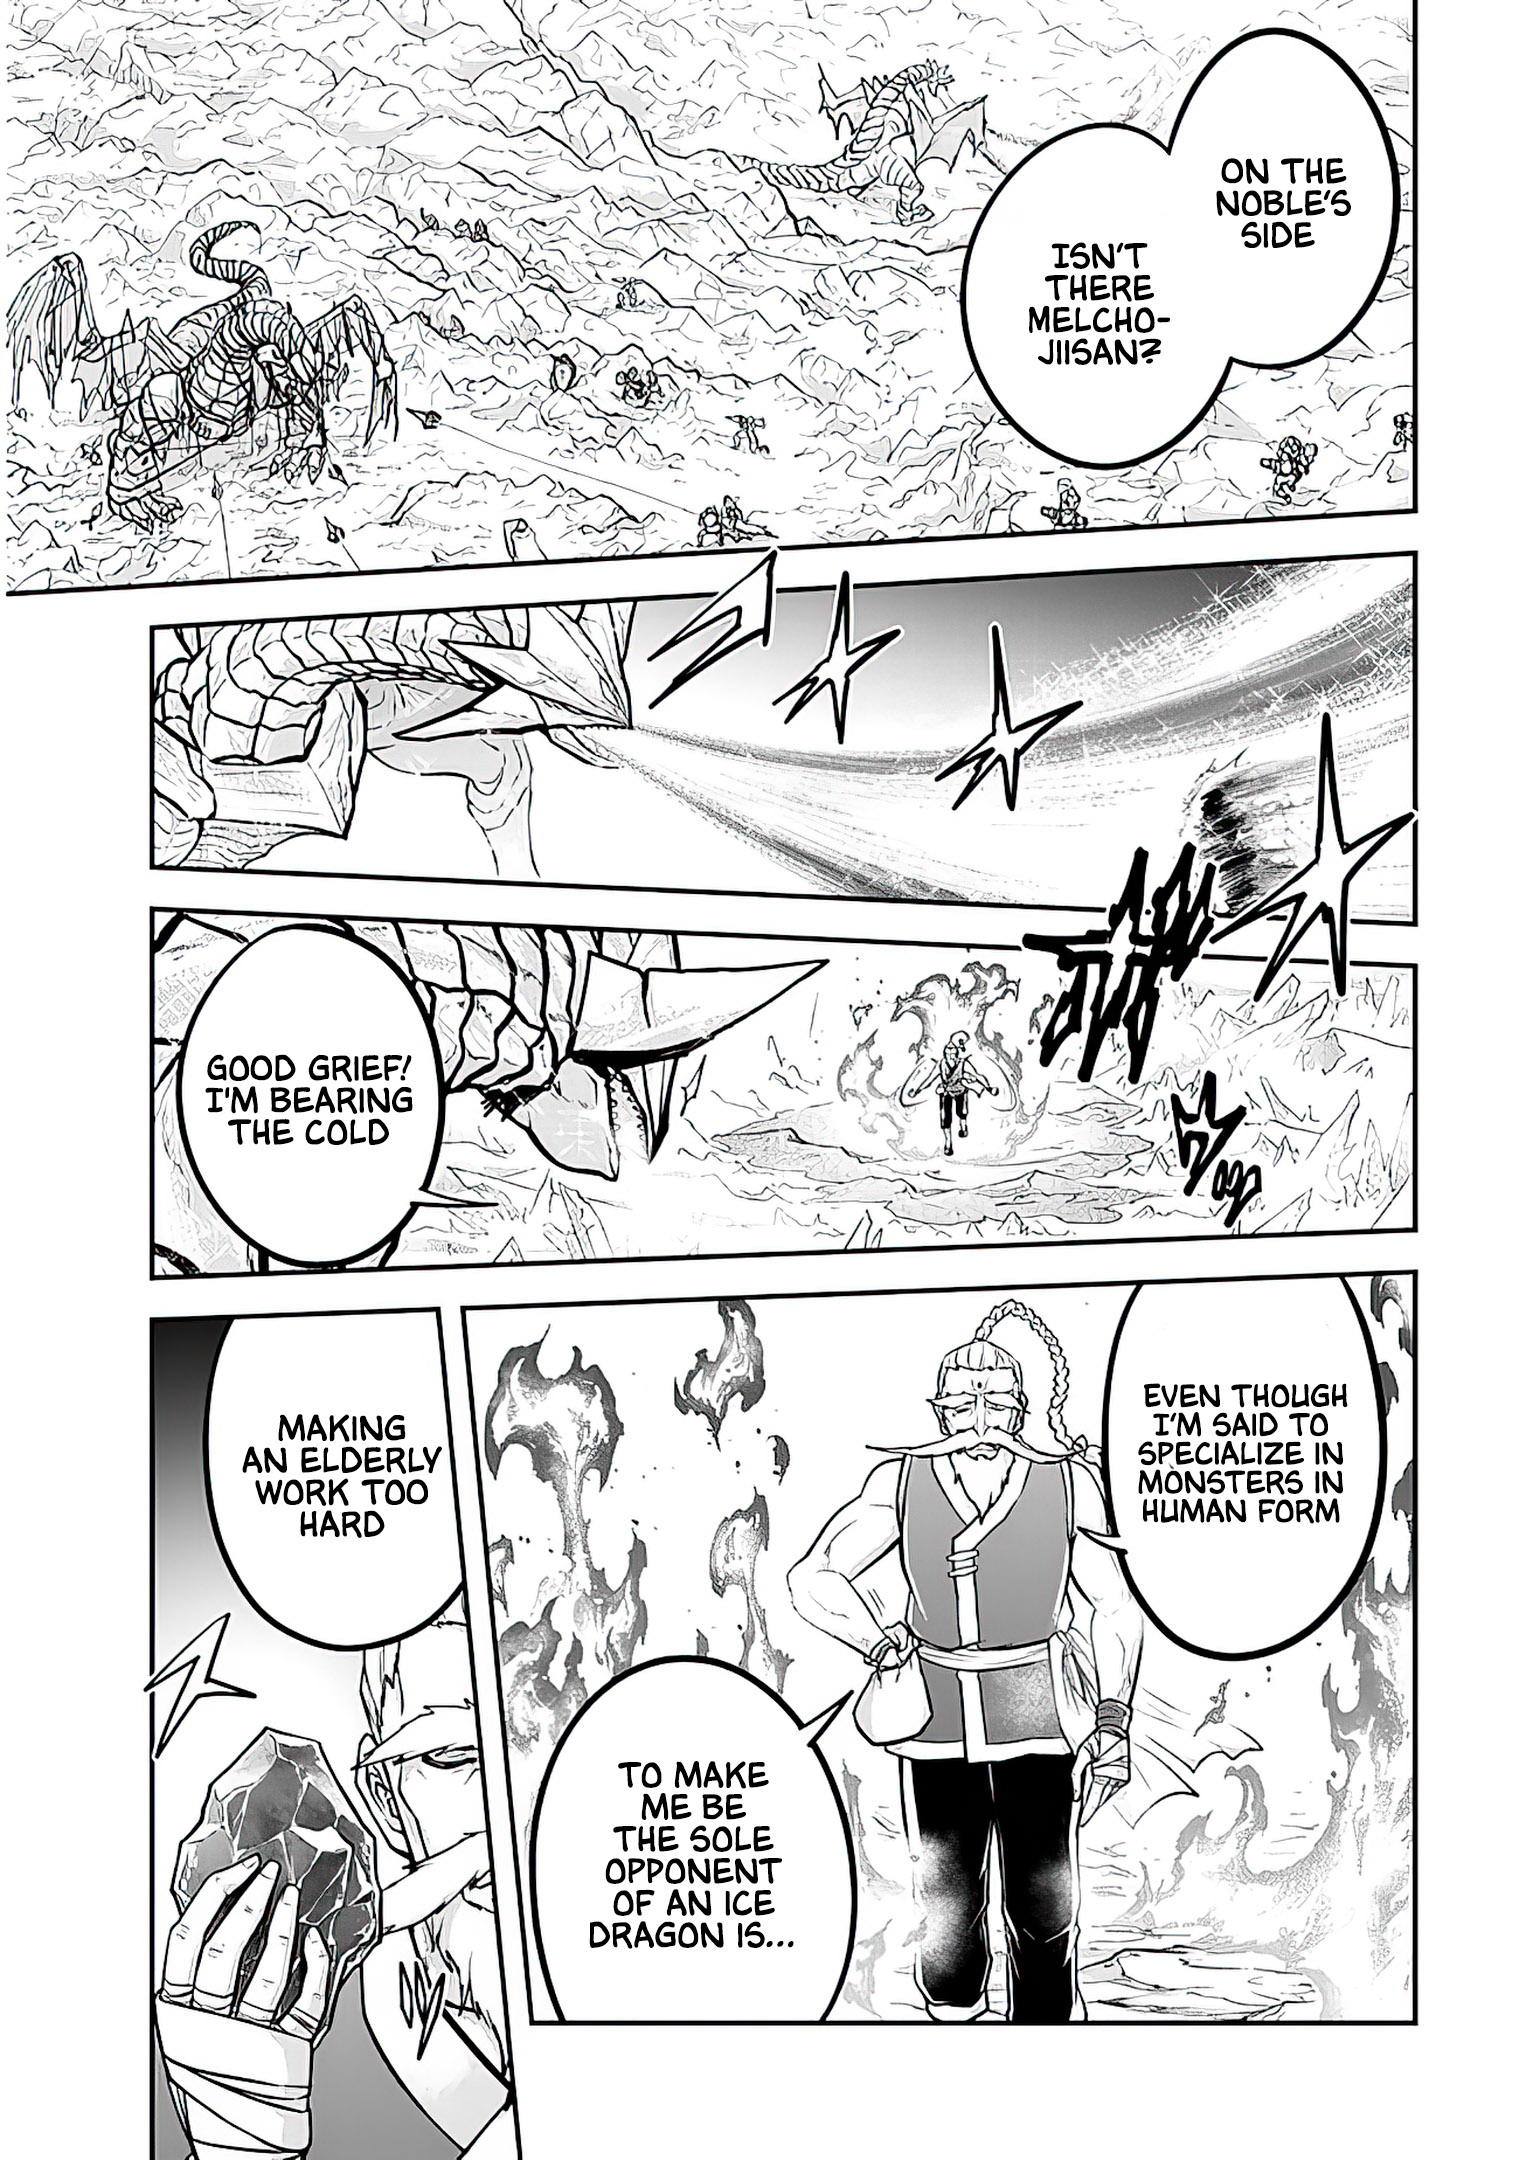 ON THE
NOBLE'S
SIDE
ISN'T
THERE
MELCHO-
JIISAN?
GOOD GRIEF!
I'M BEARING
THE COLD
EVEN THOUGH
I'M SAID TO
SPECIALIZE IN
MONSTERS IN
HUMAN FORM
TO MAKE
ME BE
THE SOLE
OPPONENT
OF AN ICE
DRAGON IS...
MAKING
AN ELDERLY
WORK TOO
HARD